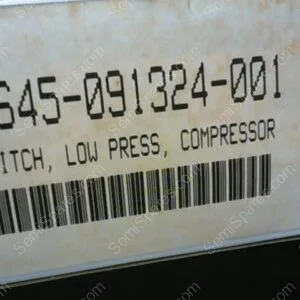 645-091324-001
ITCH, LOW PRESS, COMPRESSOR